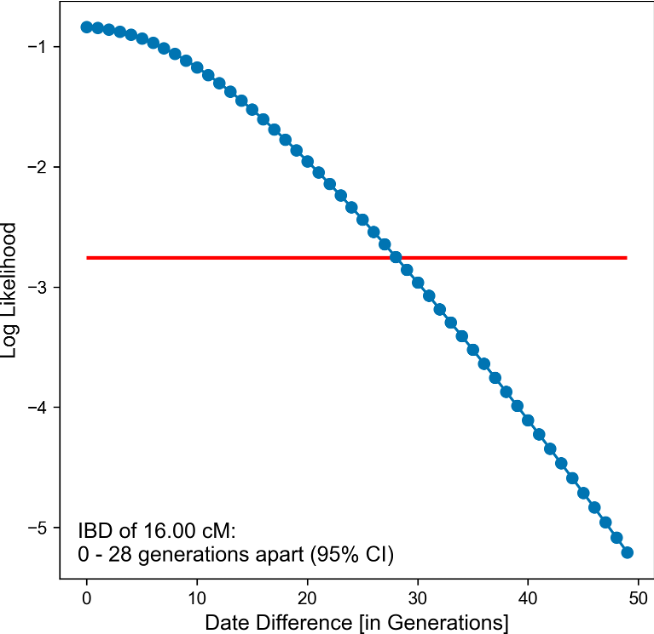 Log Likelihood
−1
−2
−3
−4
−5
IBD of 16.00 cM:
0 - 28 generations apart (95% CI)
0 10 20 30 40 50
Date Difference [in Generations]